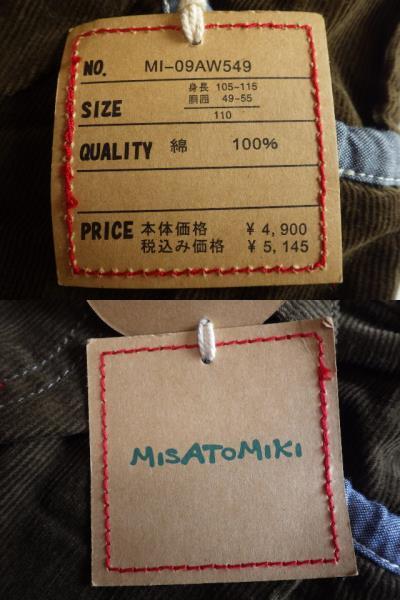 NO. MI-09AW549
SIZE 身長 105-115
胴囲 49-55
110
QUALITY 綿 100%
PRICE 本体価格 ¥ 4,900
税込み価格 ¥ 5,145
MISATOMIKI